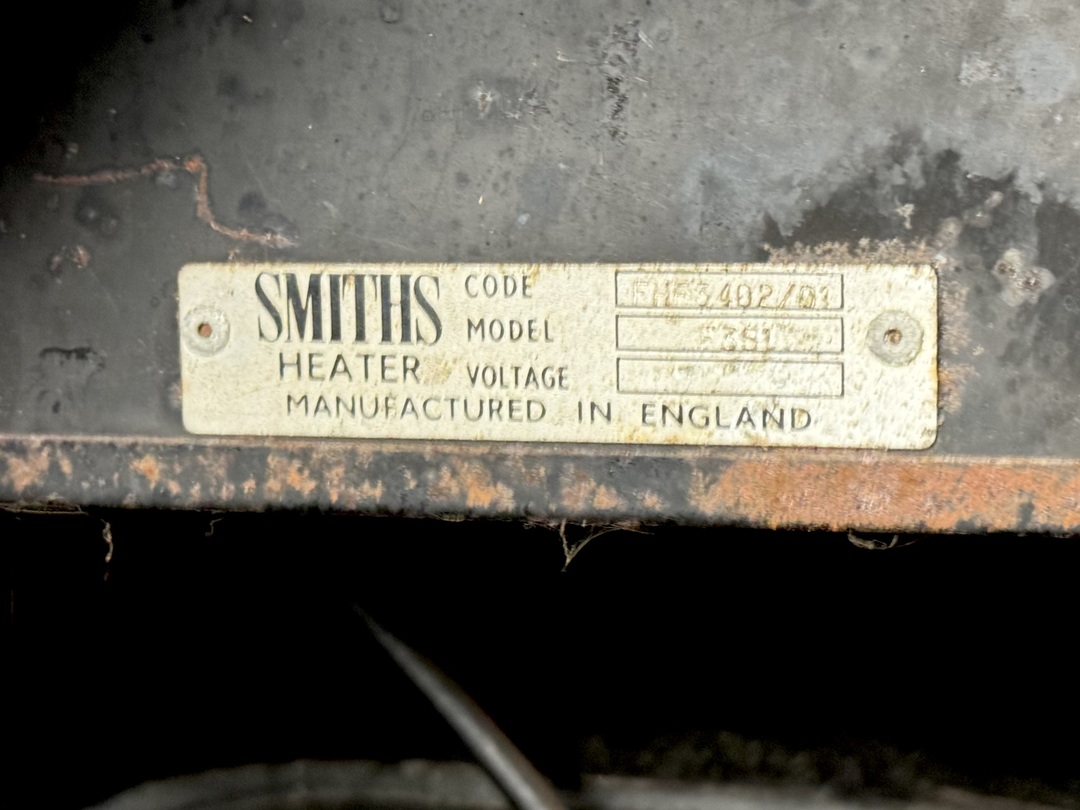 SMITHS
HEATER
CODE
MODEL
VOLTAGE
MANUFACTURED IN ENGLAND